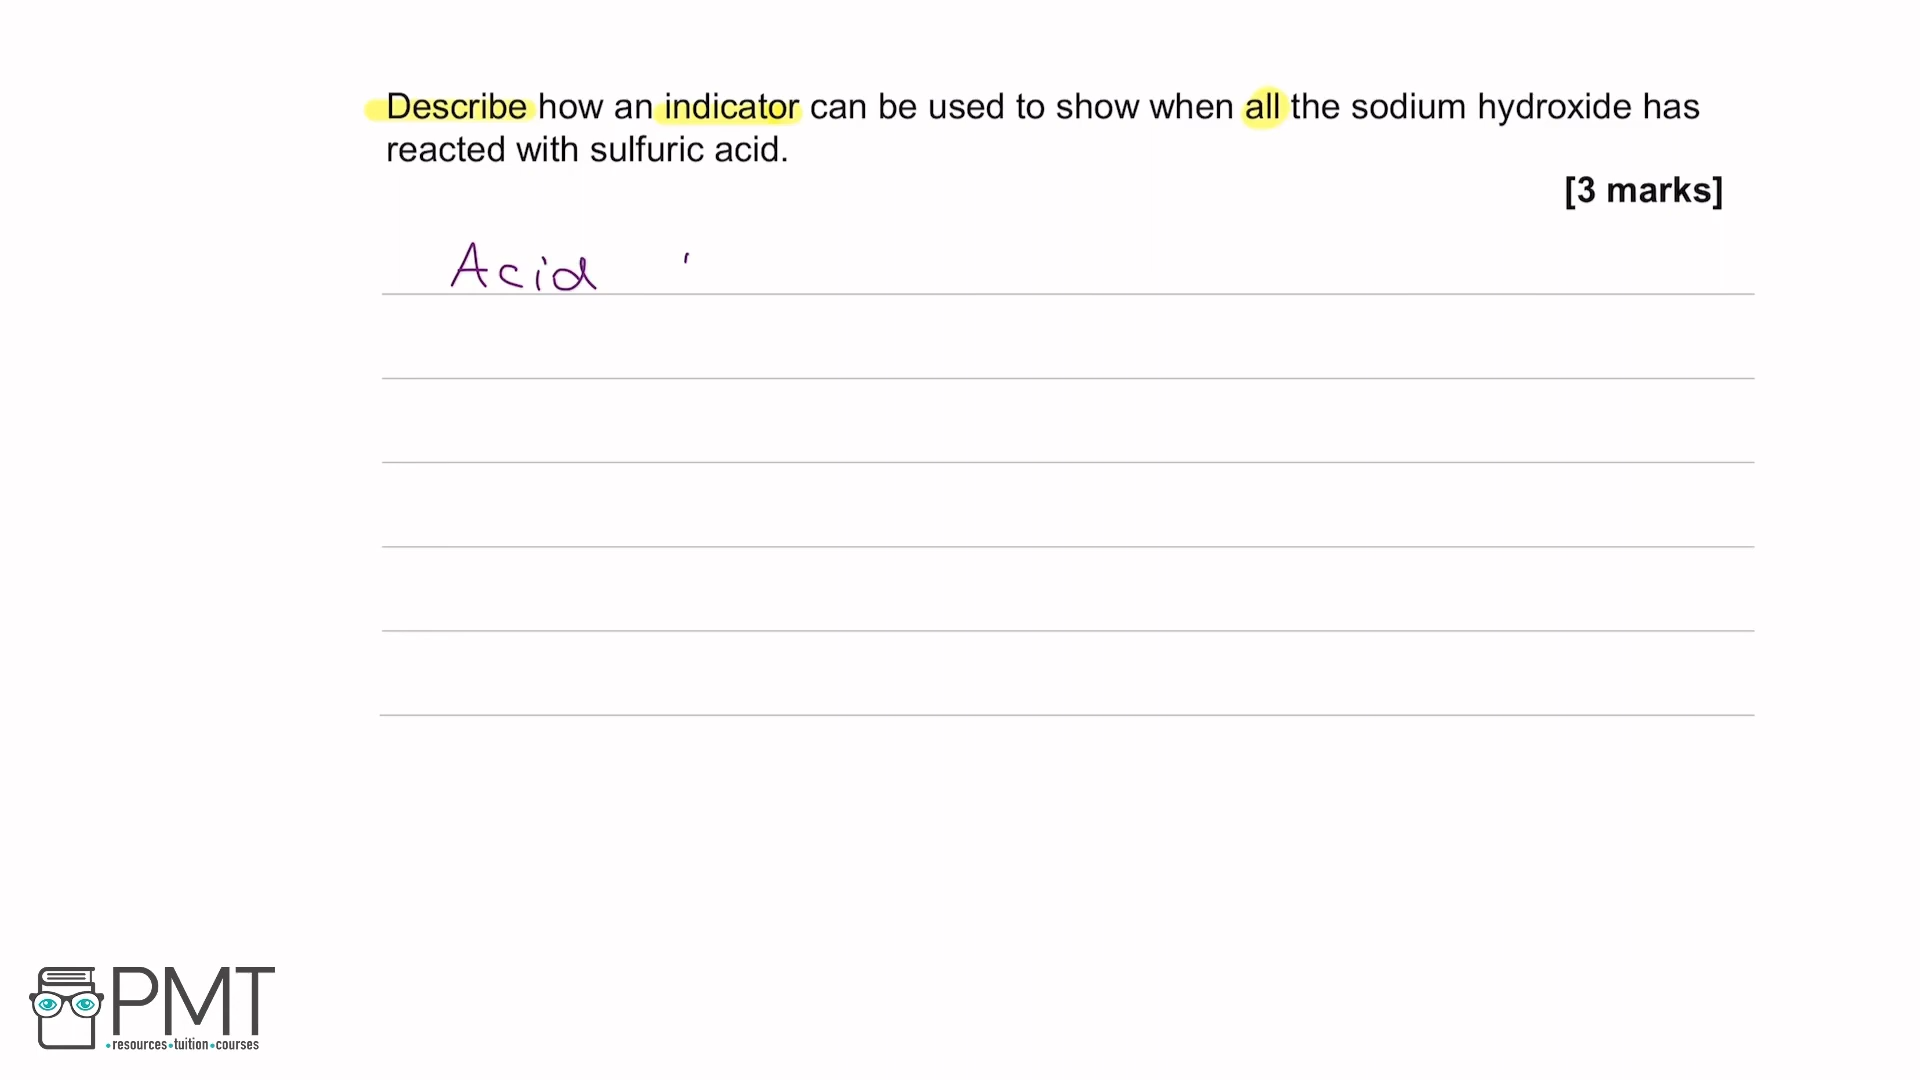 Describe how an indicator can be used to show when all the sodium hydroxide has
reacted with sulfuric acid.
[3 marks]
Acid
PMT
•resources•tuition•courses